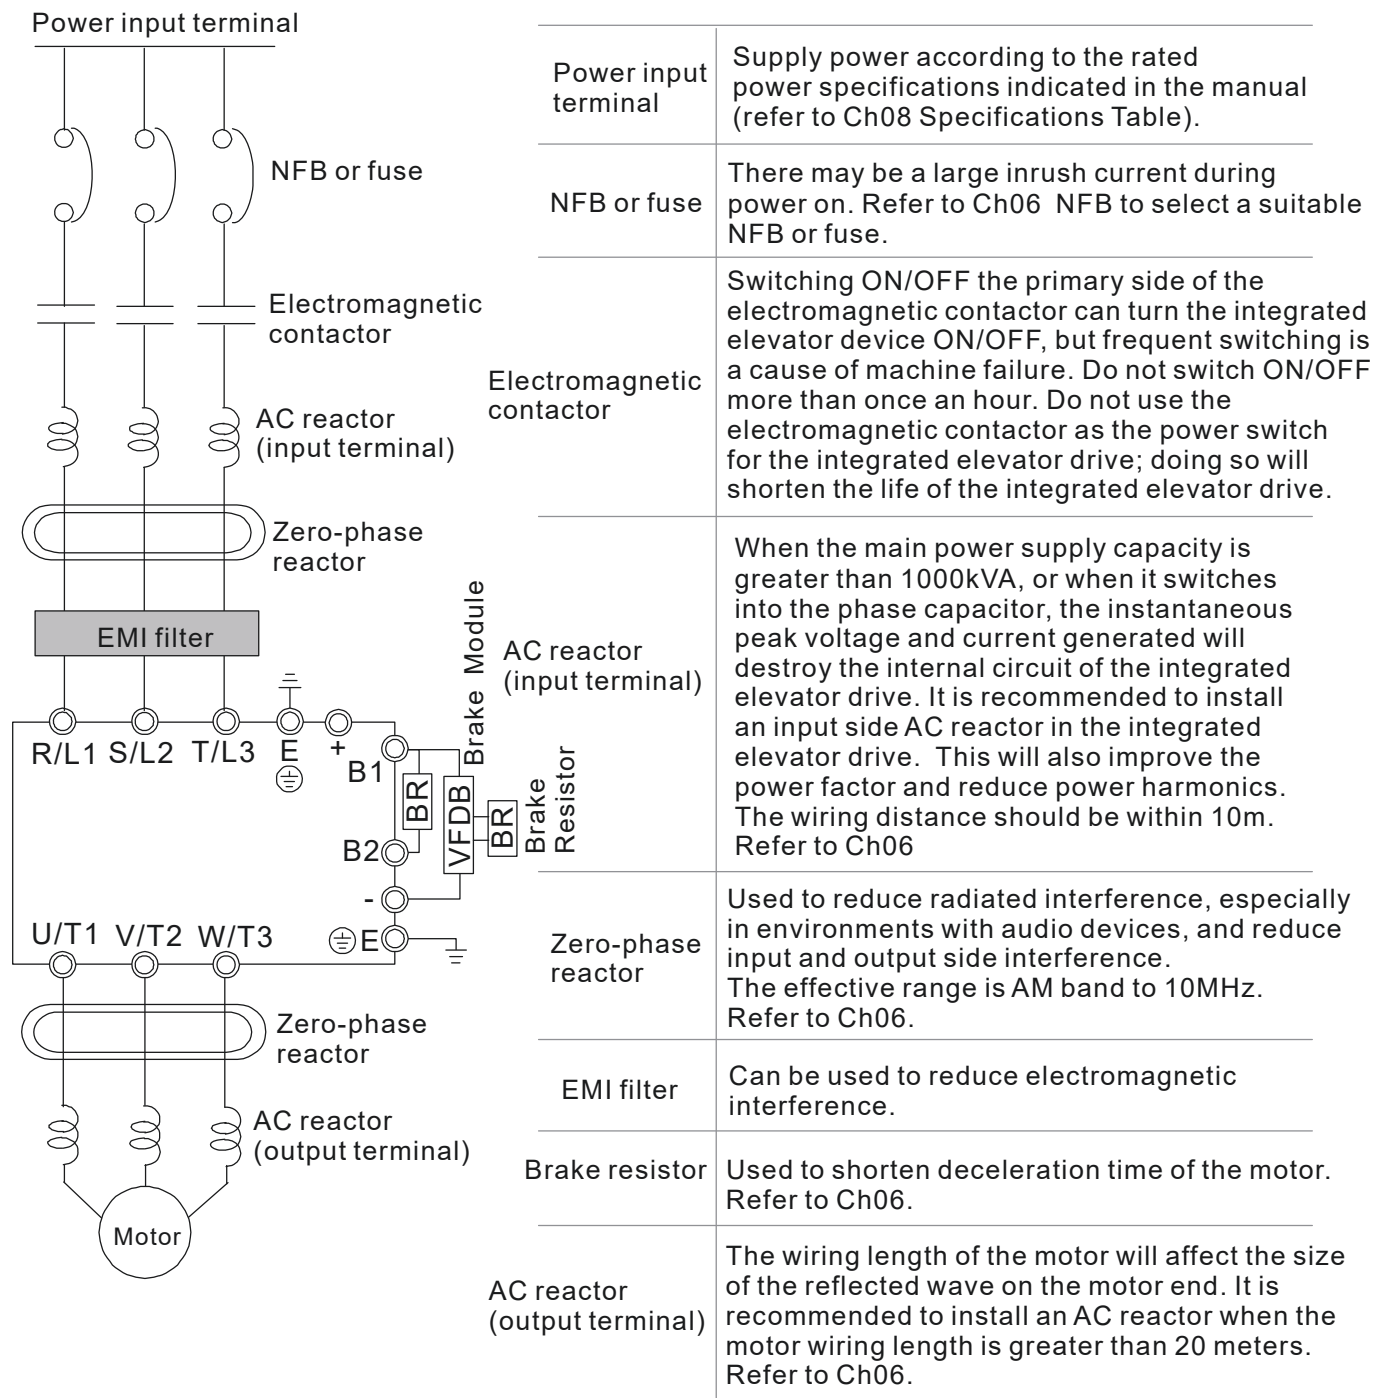 Power input terminal
NFB or fuse
Electromagnetic
contactor
AC reactor
(input terminal)
Zero-phase
reactor
EMI filter
R/L1 S/L2 T/L3 E +
B1
B2
-
E
BR
VFDB
BR
Brake Module
Brake
Resistor
U/T1 V/T2 W/T3
Zero-phase
reactor
AC reactor
(output terminal)
Motor
Power input
terminal
Supply power according to the rated
power specifications indicated in the manual
(refer to Ch08 Specifications Table).
NFB or fuse
There may be a large inrush current during
power on. Refer to Ch06 NFB to select a suitable
NFB or fuse.
Electromagnetic
contactor
Switching ON/OFF the primary side of the
electromagnetic contactor can turn the integrated
elevator device ON/OFF, but frequent switching is
a cause of machine failure. Do not switch ON/OFF
more than once an hour. Do not use the
electromagnetic contactor as the power switch
for the integrated elevator drive; doing so will
shorten the life of the integrated elevator drive.
AC reactor
(input terminal)
When the main power supply capacity is
greater than 1000kVA, or when it switches
into the phase capacitor, the instantaneous
peak voltage and current generated will
destroy the internal circuit of the integrated
elevator drive. It is recommended to install
an input side AC reactor in the integrated
elevator drive. This will also improve the
power factor and reduce power harmonics.
The wiring distance should be within 10m.
Refer to Ch06
Zero-phase
reactor
Used to reduce radiated interference, especially
in environments with audio devices, and reduce
input and output side interference.
The effective range is AM band to 10MHz.
Refer to Ch06.
EMI filter
Can be used to reduce electromagnetic
interference.
Brake resistor
Used to shorten deceleration time of the motor.
Refer to Ch06.
AC reactor
(output terminal)
The wiring length of the motor will affect the size
of the reflected wave on the motor end. It is
recommended to install an AC reactor when the
motor wiring length is greater than 20 meters.
Refer to Ch06.